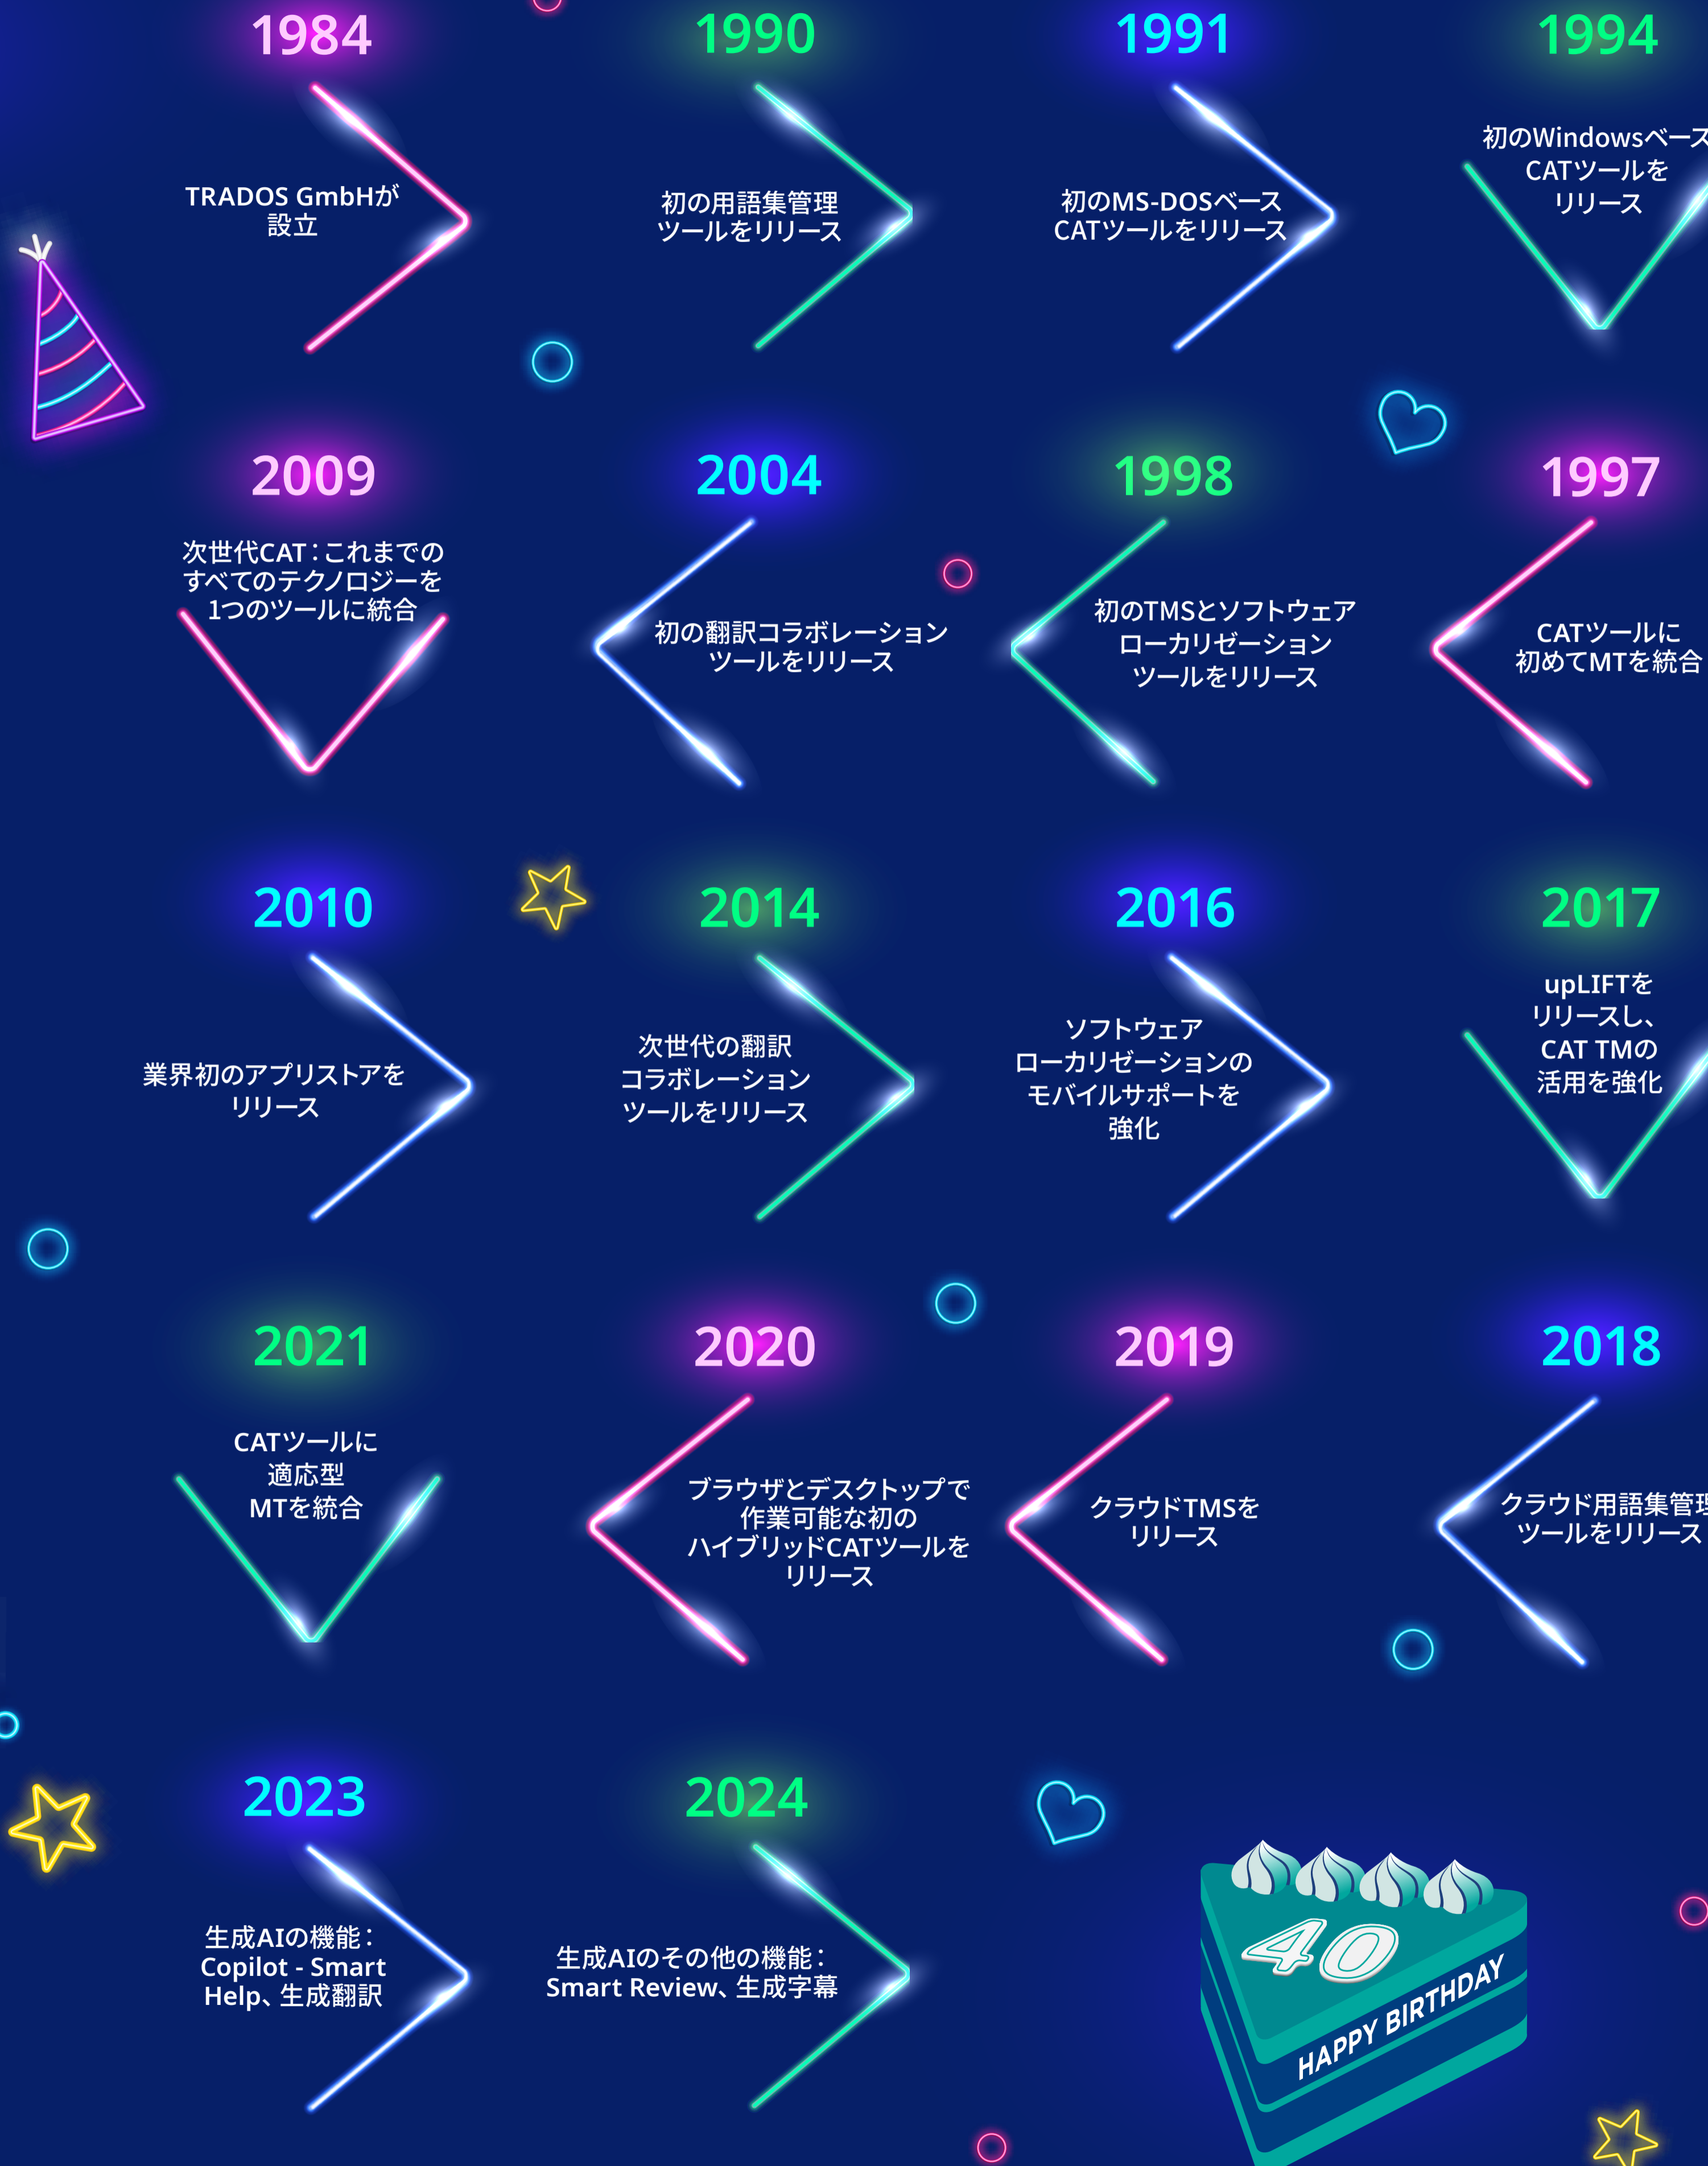 1984
TRADOS GmbHが
設立
1990
初の用語集管理
ツールをリリース
1991
初のMS-DOSベース
CATツールをリリース
1994
初のWindowsベース
CATツールを
リリース
1997
CATツールに
初めてMTを統合
1998
初のTMSとソフトウェア
ローカリゼーション
ツールをリリース
2004
初の翻訳コラボレーション
ツールをリリース
2009
次世代CAT：これまでの
すべてのテクノロジーを
1つのツールに統合
2010
業界初のアプリストアを
リリース
2014
次世代の翻訳
コラボレーション
ツールをリリース
2016
ソフトウェア
ローカリゼーションの
モバイルサポートを
強化
2017
upLIFTを
リリースし、
CAT TMの
活用を強化
2018
クラウド用語集管理
ツールをリリース
2019
クラウドTMSを
リリース
2020
ブラウザとデスクトップで
作業可能な初の
ハイブリッドCATツールを
リリース
2021
CATツールに
適応型
MTを統合
2023
生成AIの機能：
Copilot - Smart
Help、生成翻訳
2024
生成AIのその他の機能：
Smart Review、生成字幕
40
HAPPY BIRTHDAY